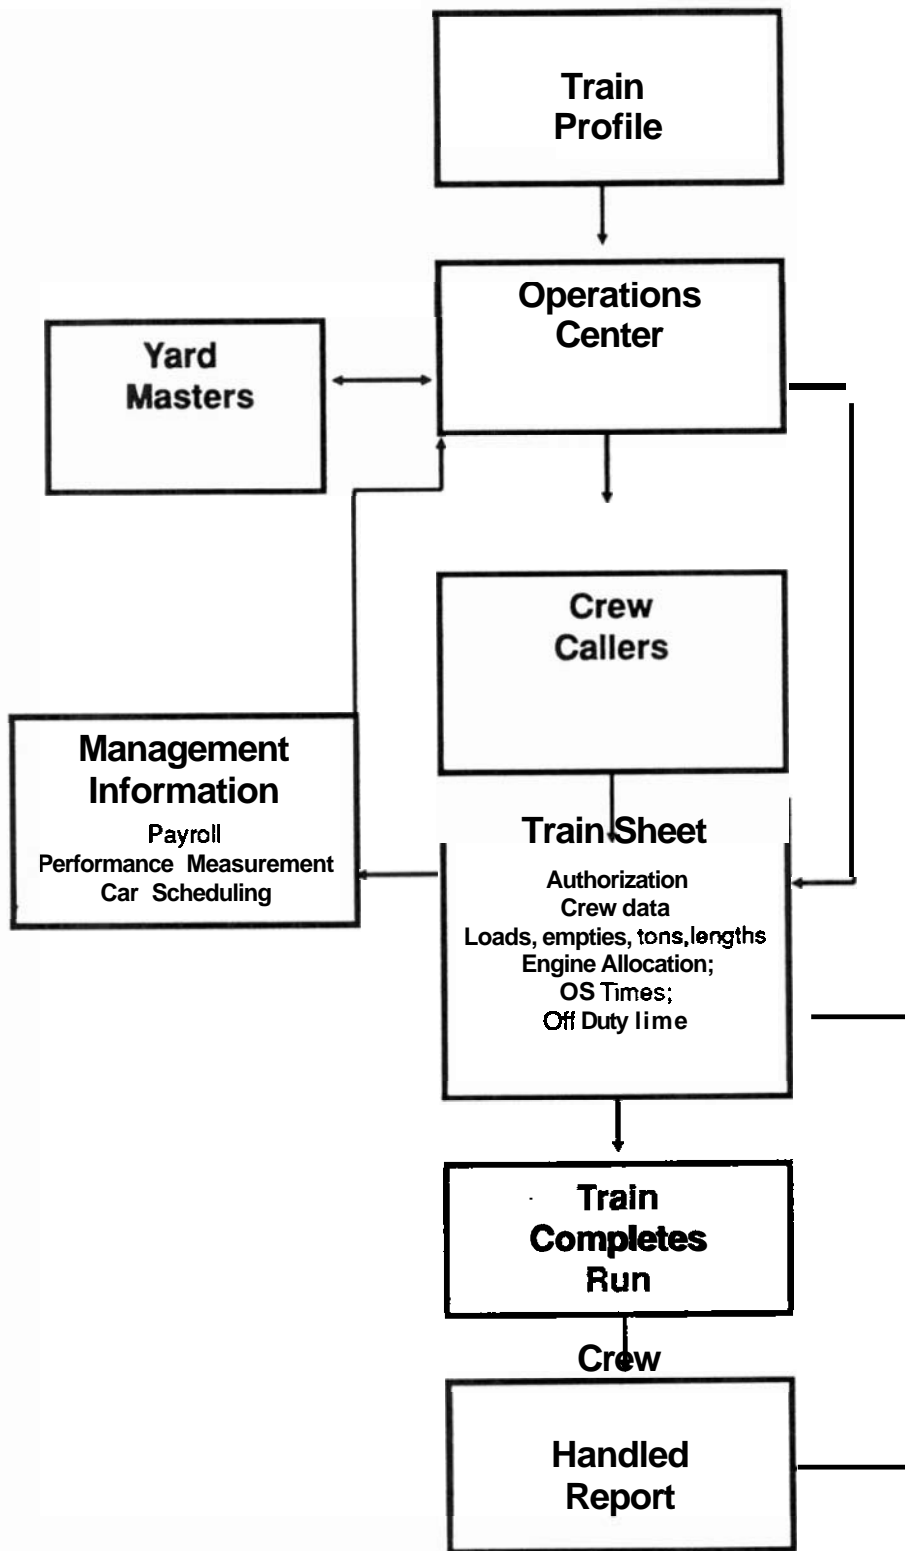 Train
Profile
Operations
Center
Yard
Masters
Crew
Callers
Management
Information
Payroll
Performance Measurement
Car Scheduling
Train Sheet
Authorization
Crew data
Loads, empties, tons,lengths
Engine Allocation;
OS Times;
Off Duty lime
Train
Completes
Run
Crew
Handled
Report